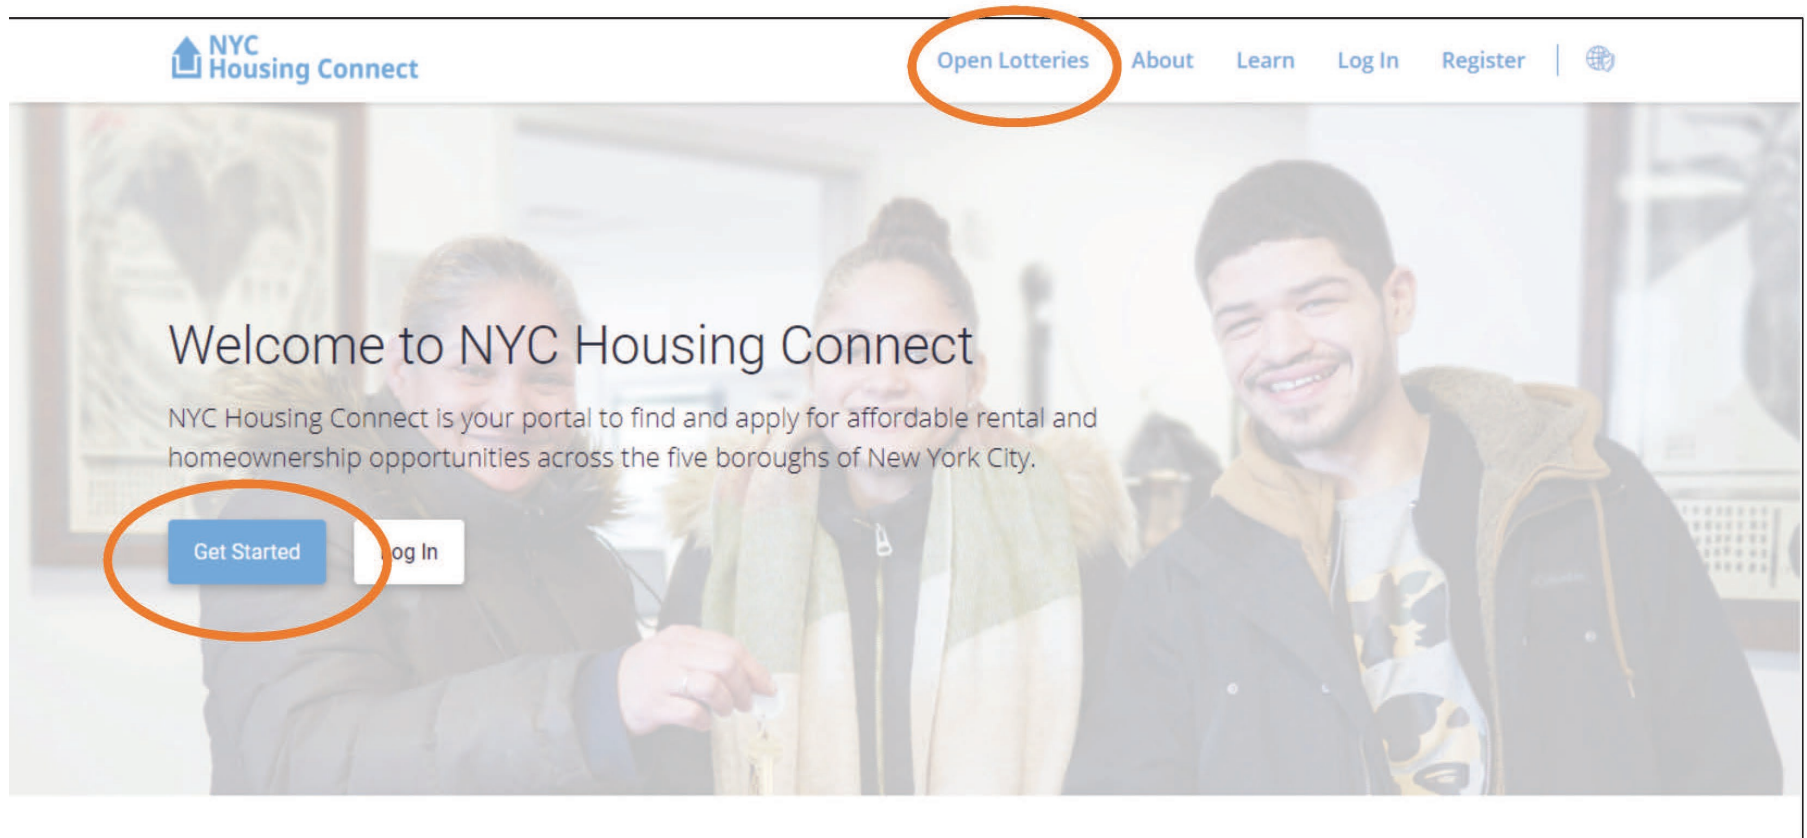 NYC
Housing Connect
Open Lotteries
About
Learn
Log In
Register
Welcome to NYC Housing Connect
NYC Housing Connect is your portal to find and apply for affordable rental and
homeownership opportunities across the five boroughs of New York City.
Get Started
Log In